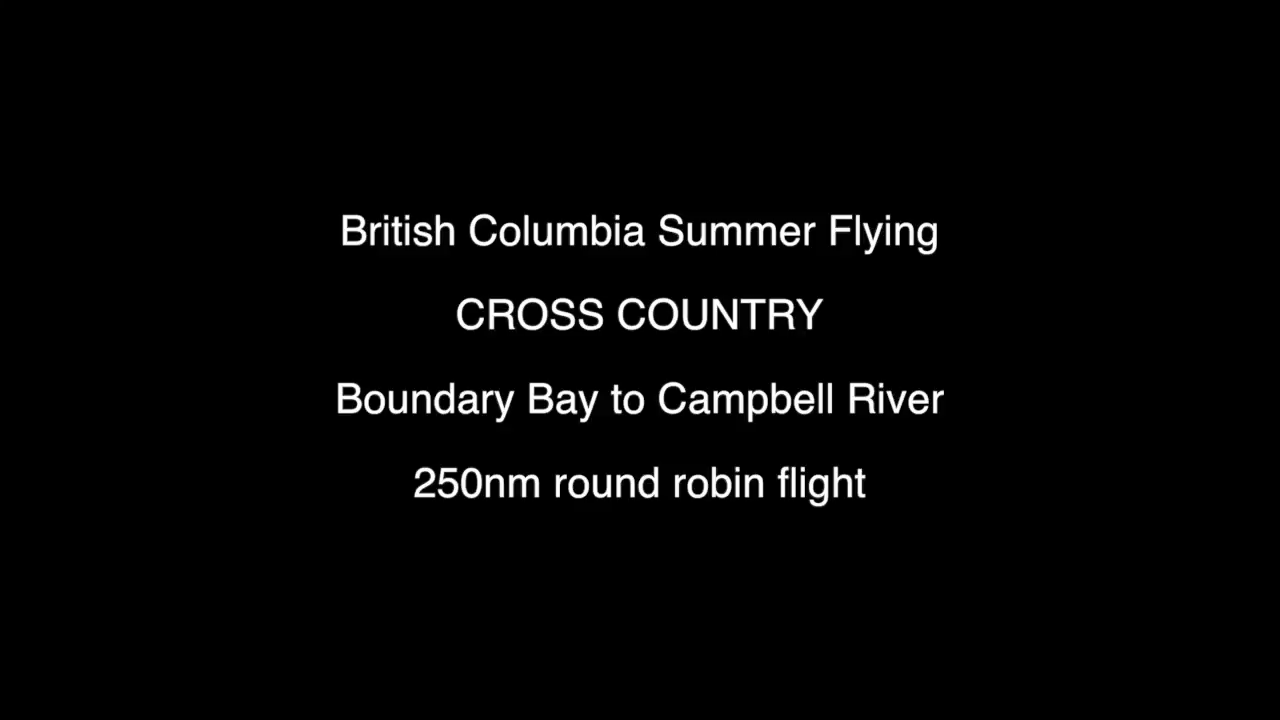 British Columbia Summer Flying
CROSS COUNTRY
Boundary Bay to Campbell River
250nm round robin flight